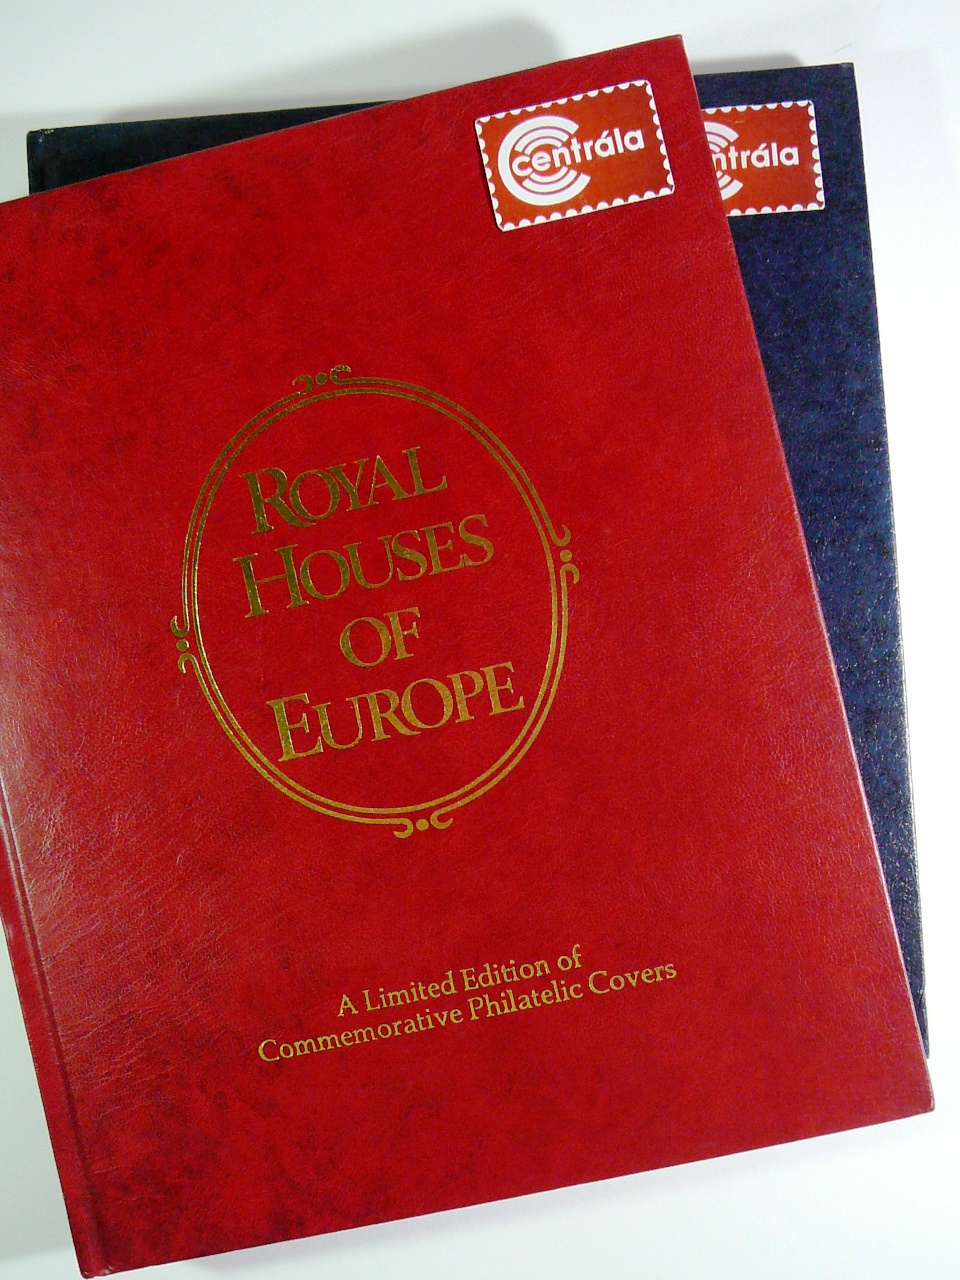 centrála
ntrála
ROYAL
HOUSES
OF
EUROPE
A Limited Edition of
Commemorative Philatelic Covers